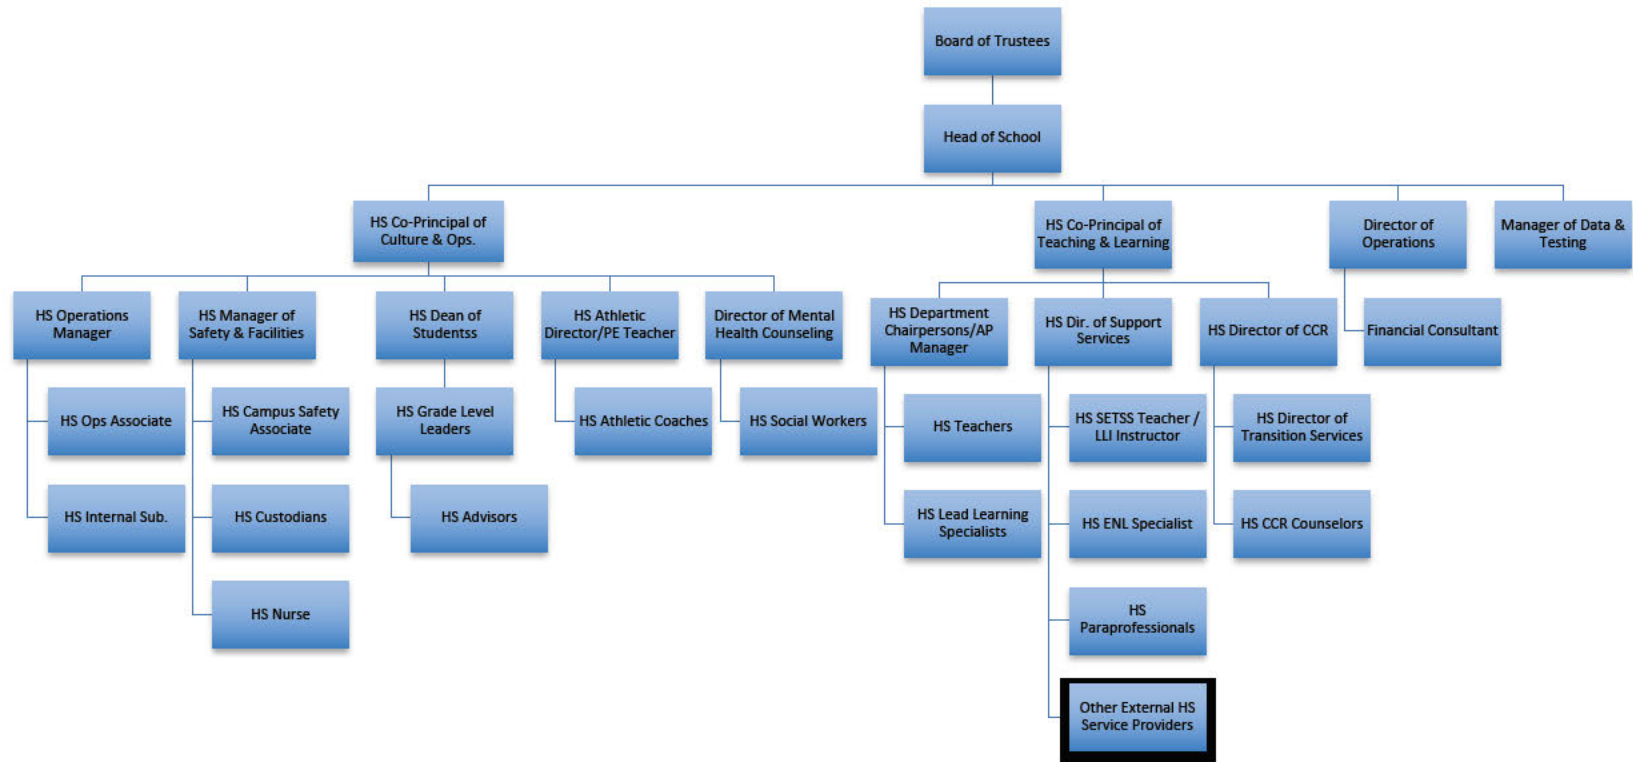 Board of Trustees
Head of School
HS Co-Principal of
Culture & Ops.
HS Co-Principal of
Teaching & Learning
Director of
Operations
Manager of Data &
Testing
HS Operations
Manager
HS Manager of
Safety & Facilities
HS Dean of
Studentss
HS Athletic
Director/PE Teacher
Director of Mental
Health Counseling
HS Department
Chairpersons/AP
Manager
HS Dir. of Support
Services
HS Director of CCR
Financial Consultant
HS Ops Associate
HS Campus Safety
Associate
HS Grade Level
Leaders
HS Athletic Coaches
HS Social Workers
HS Teachers
HS SETSS Teacher /
LLI Instructor
HS Director of
Transition Services
HS Internal Sub.
HS Custodians
HS Advisors
HS Lead Learning
Specialists
HS ENL Specialist
HS CCR Counselors
HS Nurse
HS
Paraprofessionals
Other External HS
Service Providers